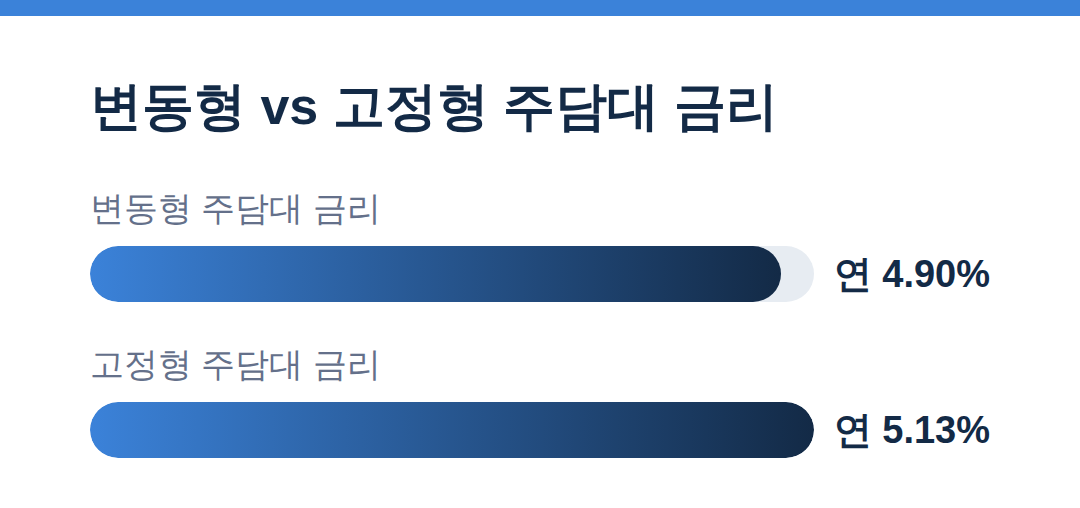 변동형 vs 고정형 주담대 금리
변동형 주담대 금리
연 4.90%
고정형 주담대 금리
연 5.13%